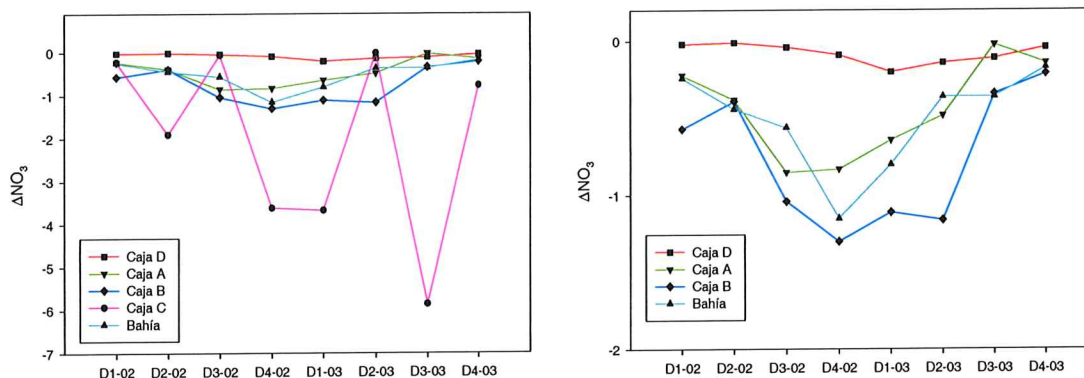 0
-1
-2
-3
-4
-5
-6
-7
ΔNO3
Caja D
Caja A
Caja B
Caja C
Bahía
D1-02 D2-02 D3-02 D4-02 D1-03 D2-03 D3-03 D4-03
0
-1
-2
ΔNO3
Caja D
Caja A
Caja B
Bahía
D1-02 D2-02 D3-02 D4-02 D1-03 D2-03 D3-03 D4-03